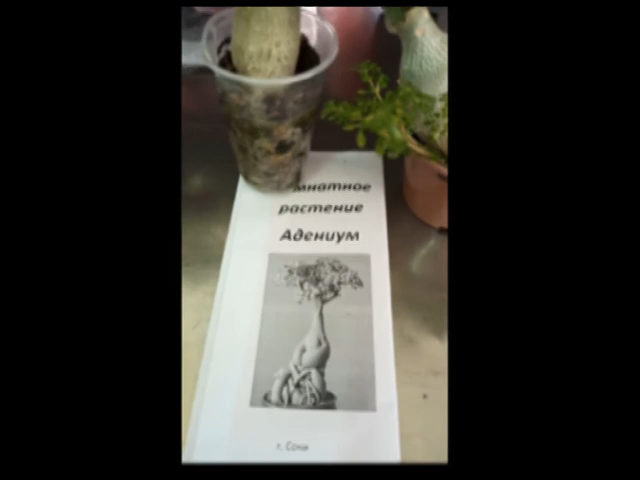 мнатное
растение
Адениум
г. Сочи